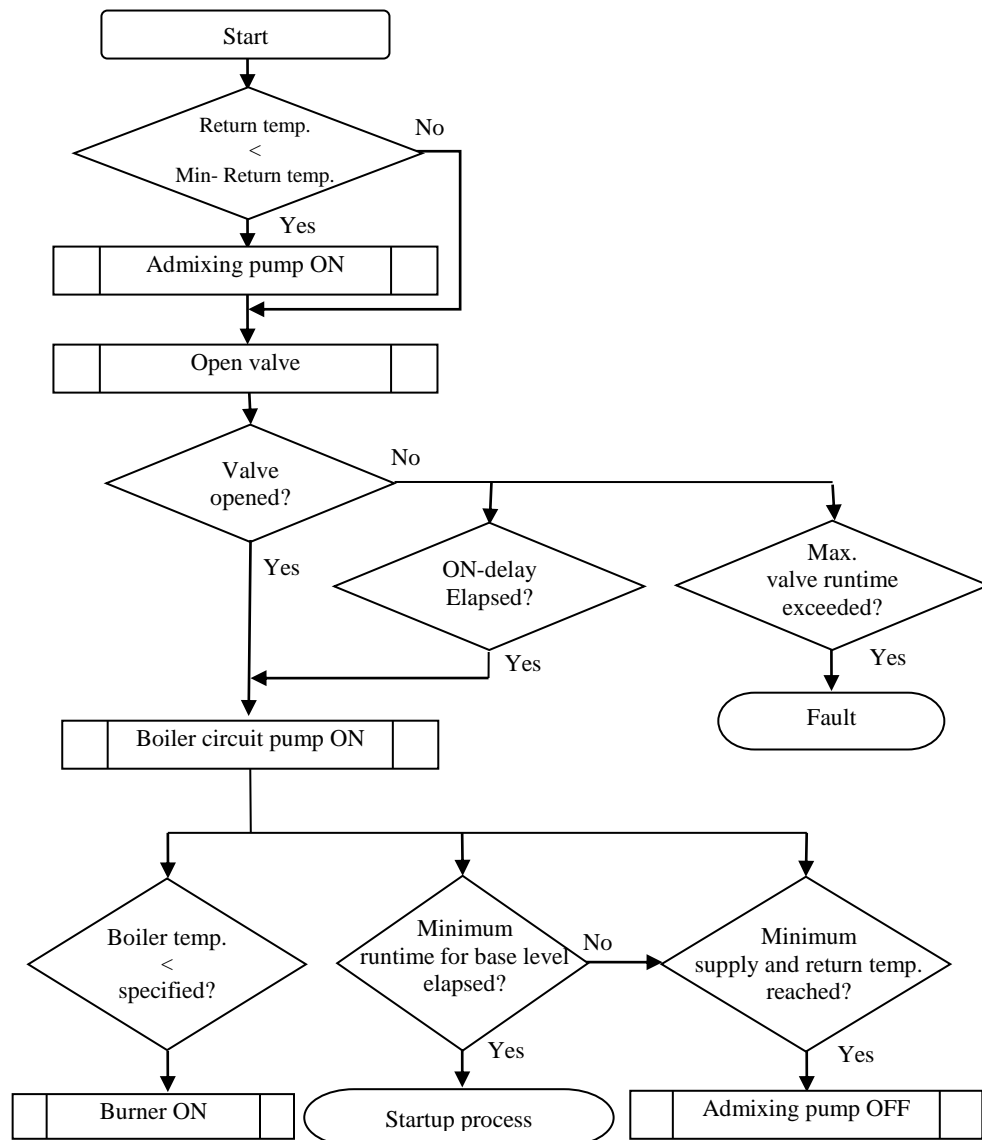 Start
Return temp.
<
Min- Return temp.
No
Yes
Admixing pump ON
Open valve
Valve
opened?
No
Yes
ON-delay
Elapsed?
Yes
Max.
valve runtime
exceeded?
Yes
Fault
Boiler circuit pump ON
Boiler temp.
<
specified?
Minimum
runtime for base level
elapsed?
No
Minimum
supply and return temp.
reached?
Yes
Yes
Burner ON
Startup process
Admixing pump OFF